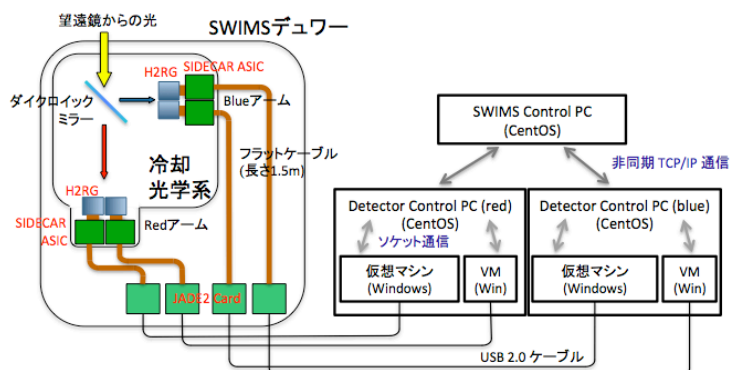 望遠鏡からの光
SWIMSデュワー
SIDECAR ASIC
H2RG
ダイクロイック
ミラー
Blueアーム
冷却
光学系
フラットケーブル
(長さ1.5m)
H2RG
SIDECAR
ASIC
Redアーム
JADE2 Card
SWIMS Control PC
(CentOS)
非同期 TCP/IP 通信
Detector Control PC (red)
(CentOS)
ソケット通信
仮想マシン
(Windows)
VM
(Win)
Detector Control PC (blue)
(CentOS)
仮想マシン
(Windows)
VM
(Win)
USB 2.0 ケーブル